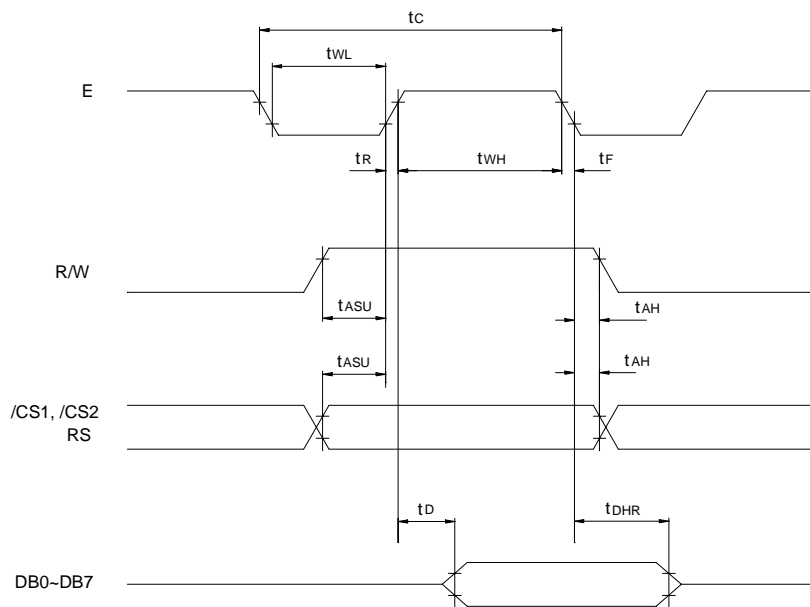 tC
tWL
E
tR
tWH
tF
R/W
tASU
tAH
tASU
tAH
/CS1, /CS2
RS
tD
tDHR
DB0~DB7